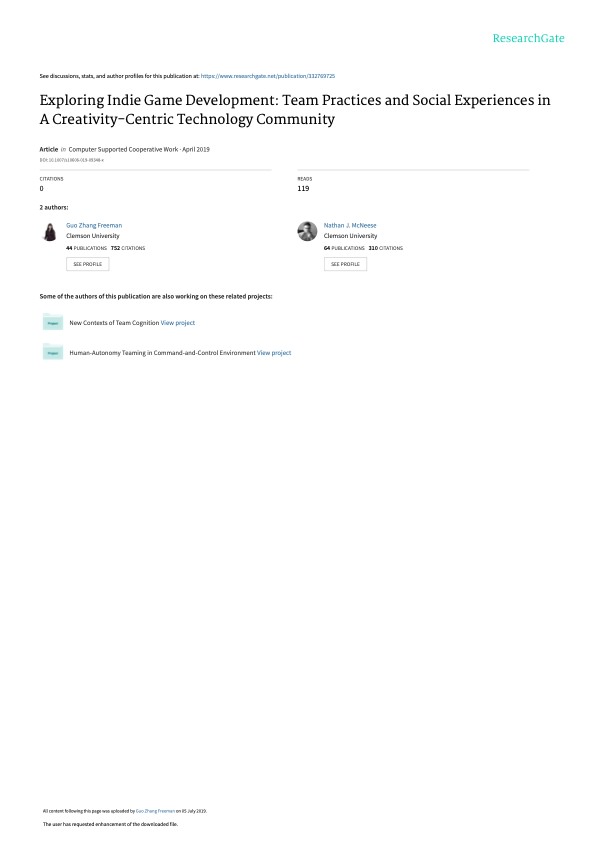 ResearchGate
See discussions, stats, and author profiles for this publication at: https://www.researchgate.net/publication/332769725
Exploring Indie Game Development: Team Practices and Social Experiences in
A Creativity-Centric Technology Community
Article in Computer Supported Cooperative Work · April 2019
CITATIONS
0
READS
119
2 authors:
Guo Zhang Freeman
Clemson University
44 PUBLICATIONS 752 CITATIONS
SEE PROFILE
Nathan J. McNeese
Clemson University
64 PUBLICATIONS 310 CITATIONS
SEE PROFILE
Some of the authors of this publication are also working on these related projects:
Project
New Contexts of Team Cognition View project
Project
Human-Autonomy Teaming in Command-and-Control Environment View project
All content following this page was uploaded by Guo Zhang Freeman on 05 July 2019.
The user has requested enhancement of the downloaded file.